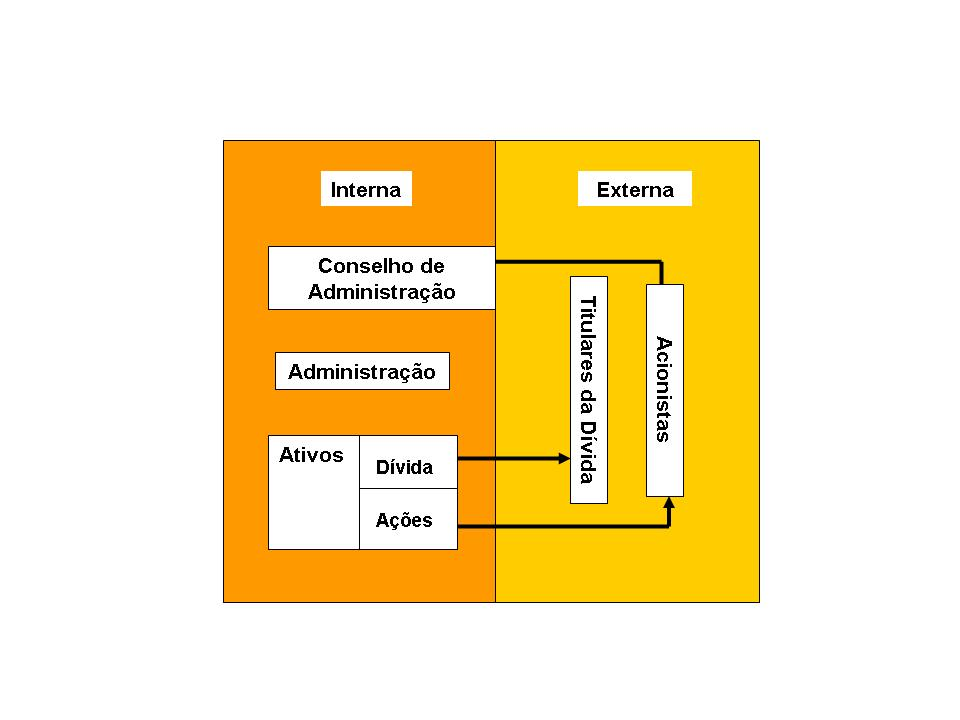 Interna
Externa
Conselho de
Administração
Administração
Ativos
Dívida
Ações
Titulares da Dívida
Acionistas